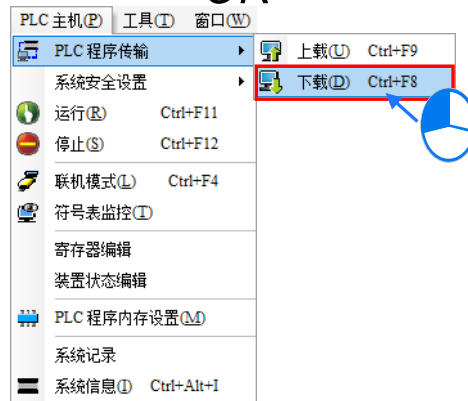 PLC 主机(P) 工具(T) 窗口(W)
PLC 程序传输
上载(U) Ctrl+F9
系统安全设置
下载(D) Ctrl+F8
运行(R) Ctrl+F11
停止(S) Ctrl+F12
联机模式(L) Ctrl+F4
符号表监控(T)
寄存器编辑
装置状态编辑
PLC 程序内存设置(M)
系统记录
系统信息(I) Ctrl+Alt+I